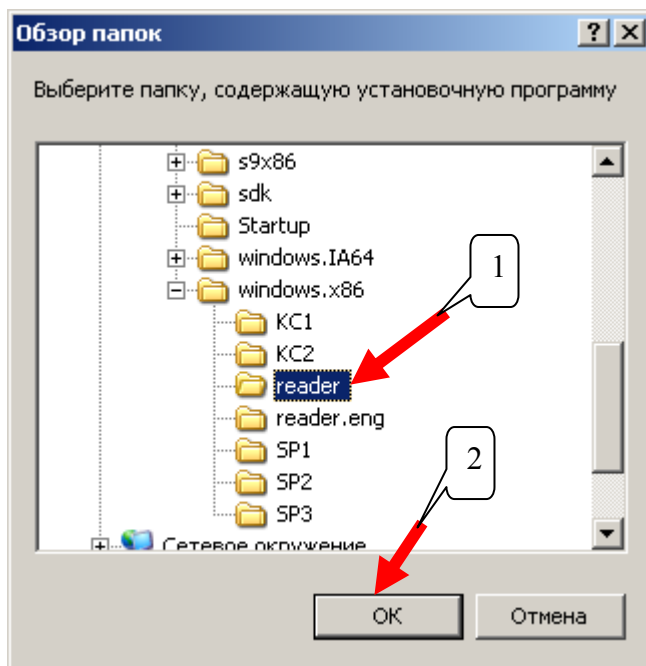 Обзор папок
Выберите папку, содержащую установочную программу
s9x86
sdk
Startup
windows.IA64
1
windows.x86
KC1
KC2
reader
reader.eng
SP1
2
SP2
SP3
Сетевое окружение
OK
Отмена